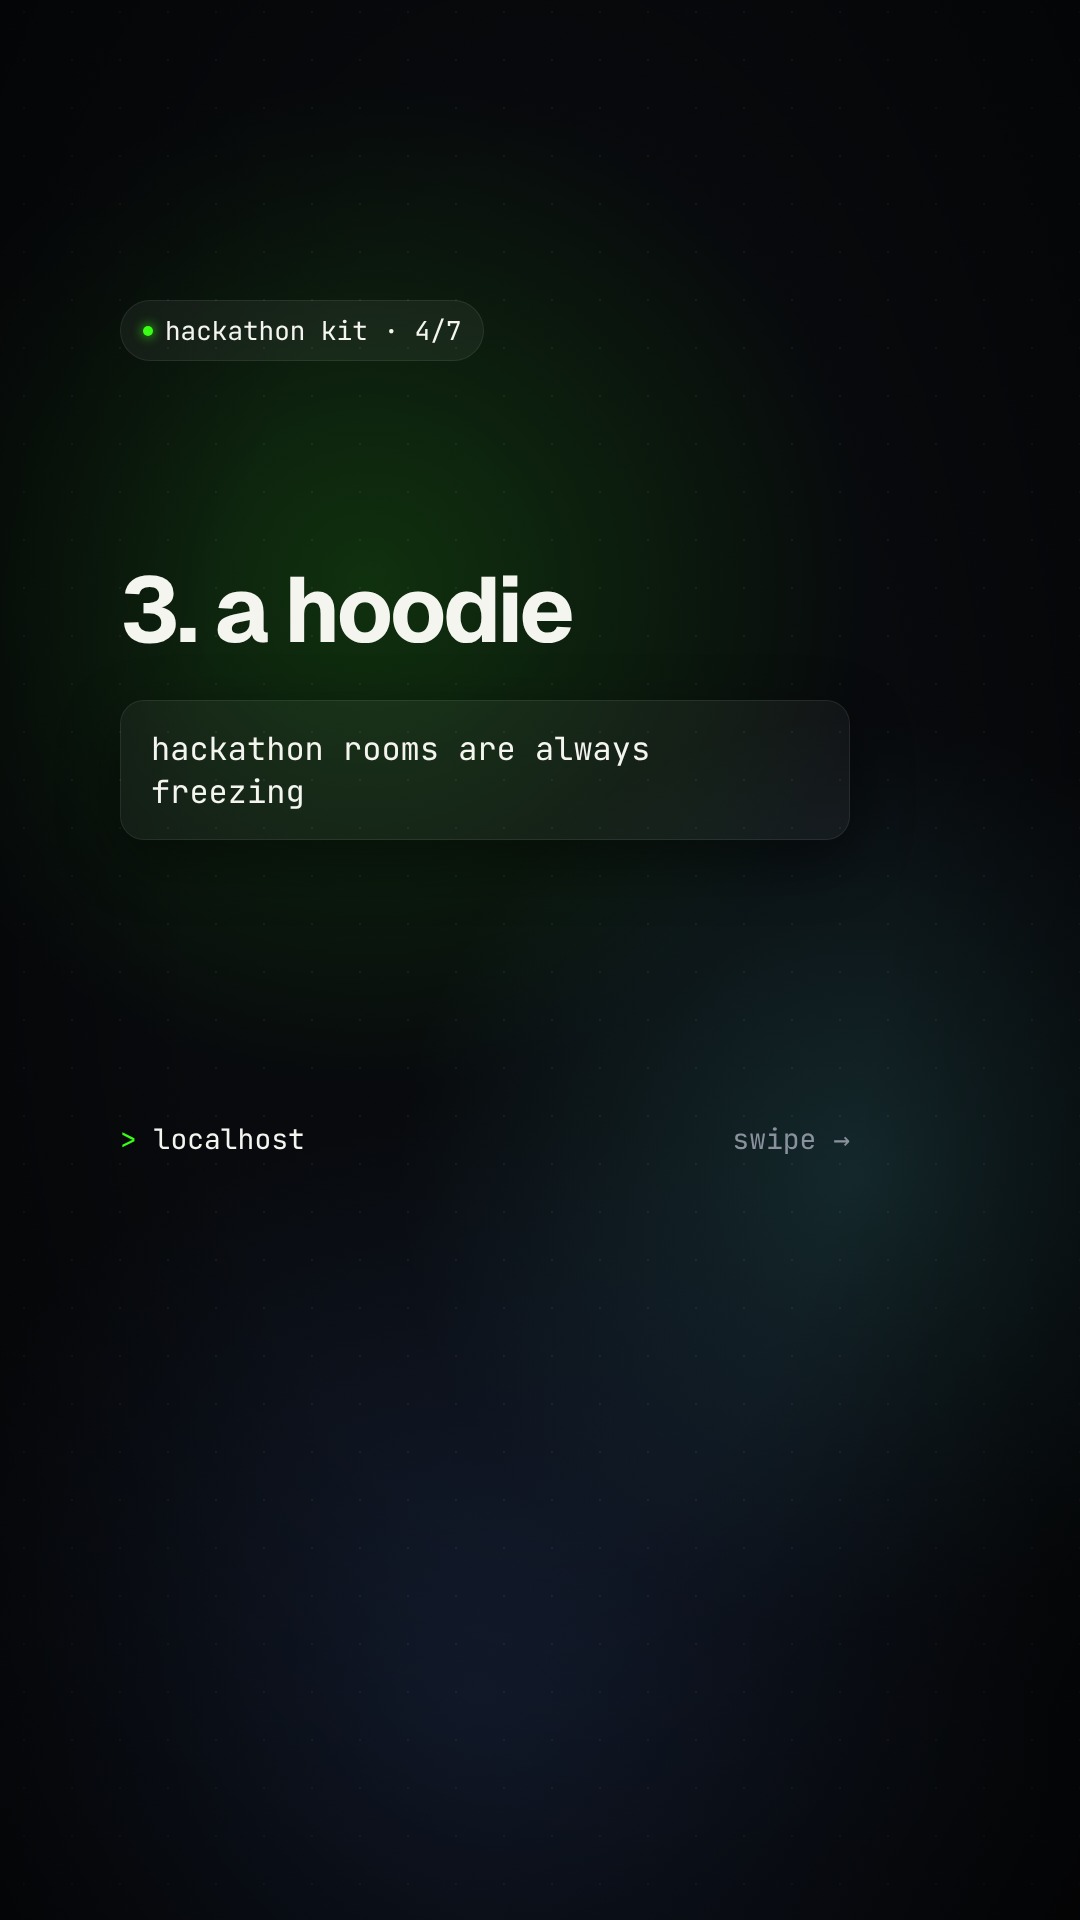 hackathon kit · 4/7
3. a hoodie
hackathon rooms are always
freezing
> localhost
swipe →